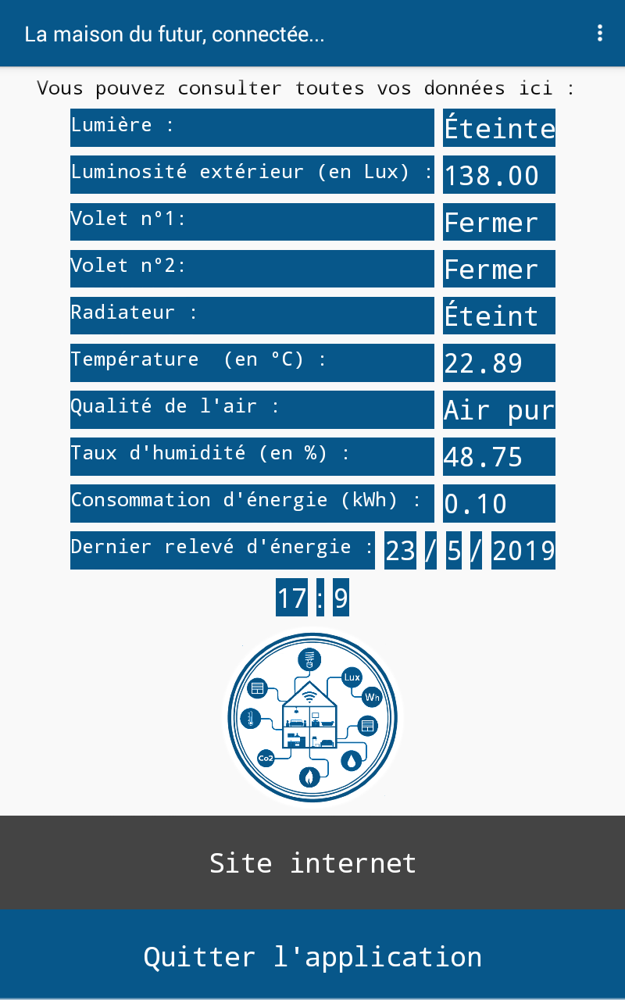 La maison du futur, connectée...
Vous pouvez consulter toutes vos données ici :
Lumière : Éteinte
Luminosité extérieur (en Lux) : 138.00
Volet n°1: Fermer
Volet n°2: Fermer
Radiateur : Éteint
Température  (en °C) : 22.89
Qualité de l'air : Air pur
Taux d'humidité (en %) : 48.75
Consommation d'énergie (kWh) : 0.10
Dernier relevé d'énergie : 23 / 5 / 2019
17 : 9
Lux
Wh
Co2
Site internet
Quitter l'application